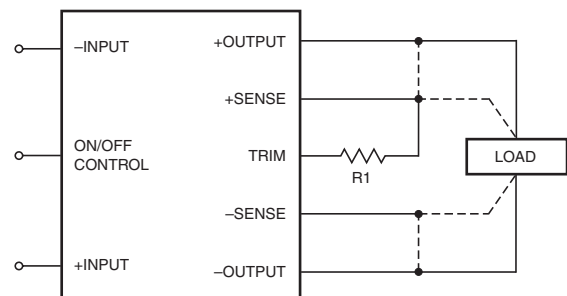 –INPUT
+OUTPUT
+SENSE
ON/OFF
CONTROL
TRIM
R1
LOAD
–SENSE
+INPUT
–OUTPUT